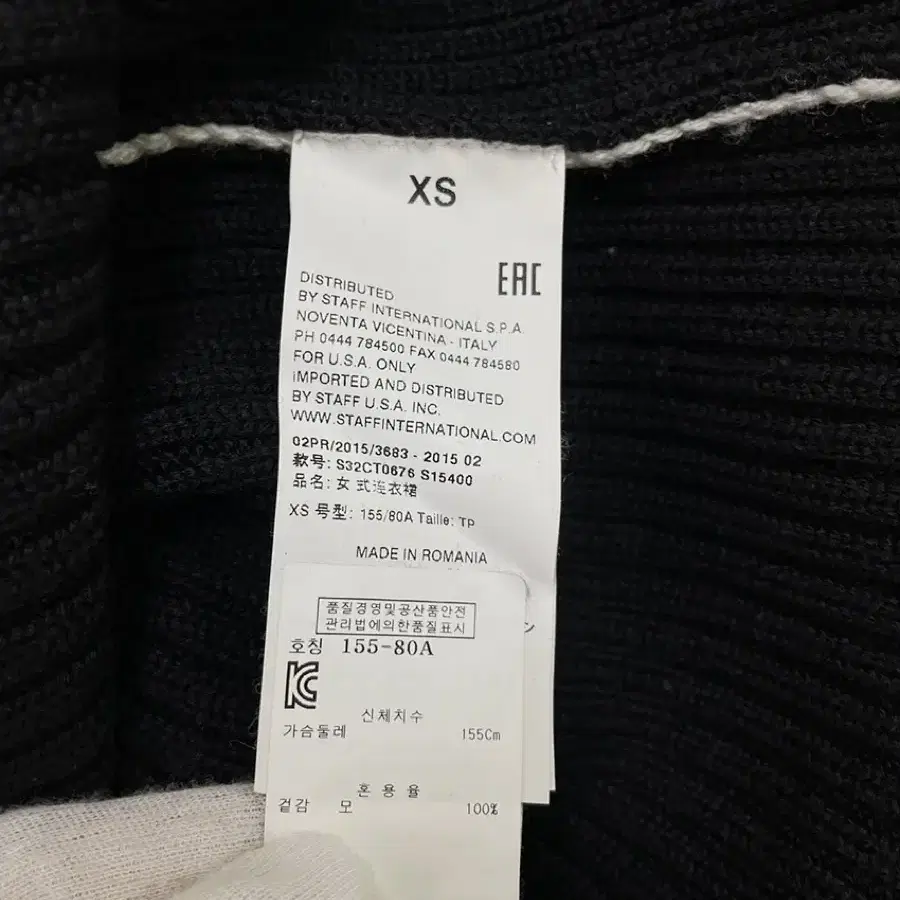 XS
EAC
DISTRIBUTED
BY STAFF INTERNATIONAL S.P.A.
NOVENTA VICENTINA - ITALY
PH 0444 784500 FAX 0444 784580
FOR U.S.A. ONLY
IMPORTED AND DISTRIBUTED
BY STAFF U.S.A. INC.
WWW.STAFFINTERNATIONAL.COM
02PR/2015/3683 - 2015 02
款号: S32CT0676 S15400
品名: 女式连衣裙
XS 号型: 155/80A Taille: TP
MADE IN ROMANIA
품질경영및공산품안전
관리법에의한품질표시
호칭 155-80A
신체치수
가슴둘레 155Cm
혼용율
겉감 모 100%